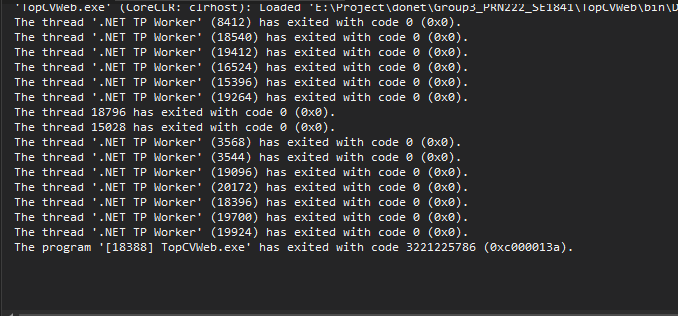 'TopCVWeb.exe' (CoreCLR: clrhost): Loaded 'E:\Project\donet\Group3_PRN222_SE1841\TopCVWeb\bin\D
The thread '.NET TP Worker' (8412) has exited with code 0 (0x0).
The thread '.NET TP Worker' (18540) has exited with code 0 (0x0).
The thread '.NET TP Worker' (19412) has exited with code 0 (0x0).
The thread '.NET TP Worker' (16524) has exited with code 0 (0x0).
The thread '.NET TP Worker' (15396) has exited with code 0 (0x0).
The thread '.NET TP Worker' (19264) has exited with code 0 (0x0).
The thread 18796 has exited with code 0 (0x0).
The thread 15028 has exited with code 0 (0x0).
The thread '.NET TP Worker' (3568) has exited with code 0 (0x0).
The thread '.NET TP Worker' (3544) has exited with code 0 (0x0).
The thread '.NET TP Worker' (19096) has exited with code 0 (0x0).
The thread '.NET TP Worker' (20172) has exited with code 0 (0x0).
The thread '.NET TP Worker' (18396) has exited with code 0 (0x0).
The thread '.NET TP Worker' (19700) has exited with code 0 (0x0).
The thread '.NET TP Worker' (19924) has exited with code 0 (0x0).
The program '[18388] TopCVWeb.exe' has exited with code 3221225786 (0xc000013a).